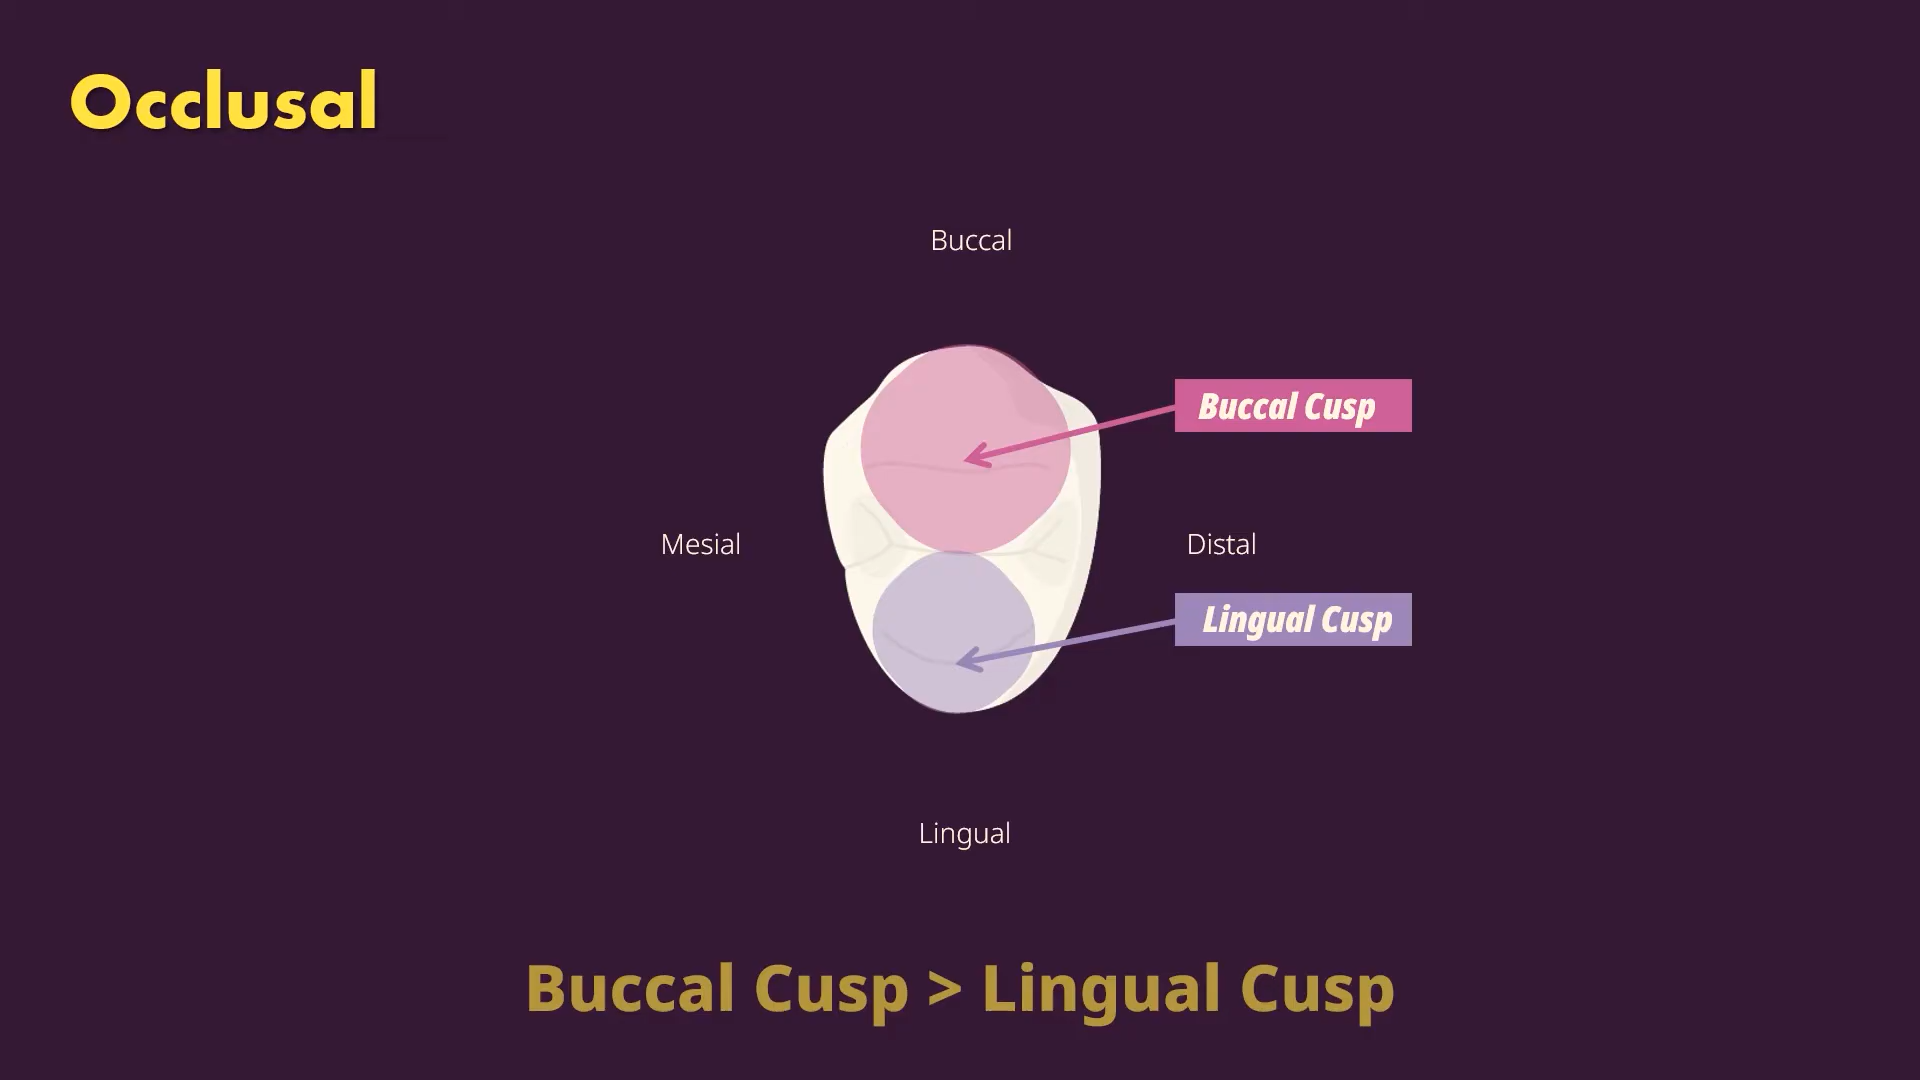 Occlusal
Buccal
Buccal Cusp
Mesial
Distal
Lingual Cusp
Lingual
Buccal Cusp > Lingual Cusp